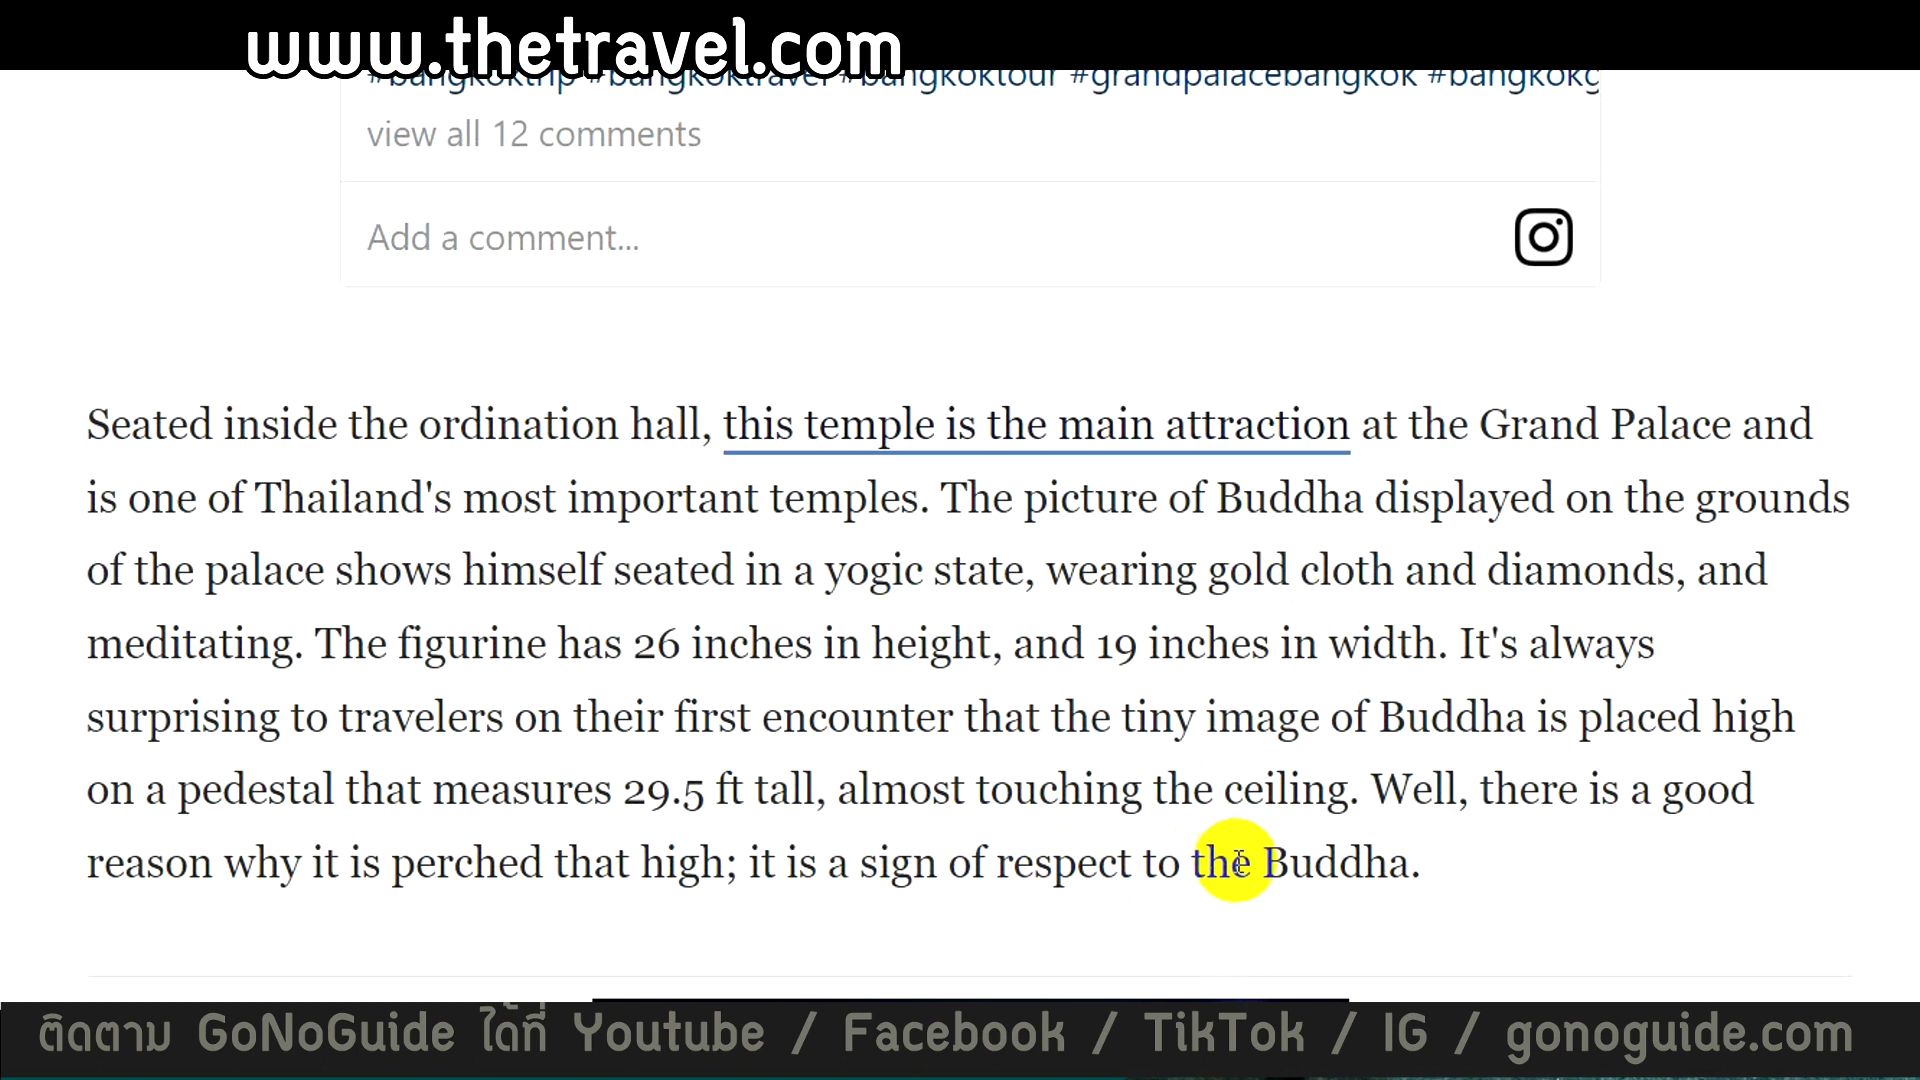 www.thetravel.com
#bangkoktrip #bangkoktravel #bangkoktour #grandpalacebangkok #bangkokg
view all 12 comments
Add a comment...
Seated inside the ordination hall, this temple is the main attraction at the Grand Palace and
is one of Thailand's most important temples. The picture of Buddha displayed on the grounds
of the palace shows himself seated in a yogic state, wearing gold cloth and diamonds, and
meditating. The figurine has 26 inches in height, and 19 inches in width. It's always
surprising to travelers on their first encounter that the tiny image of Buddha is placed high
on a pedestal that measures 29.5 ft tall, almost touching the ceiling. Well, there is a good
reason why it is perched that high; it is a sign of respect to the Buddha.
ติดตาม GoNoGuide ได้ที่ Youtube / Facebook / TikTok / IG / gonoguide.com